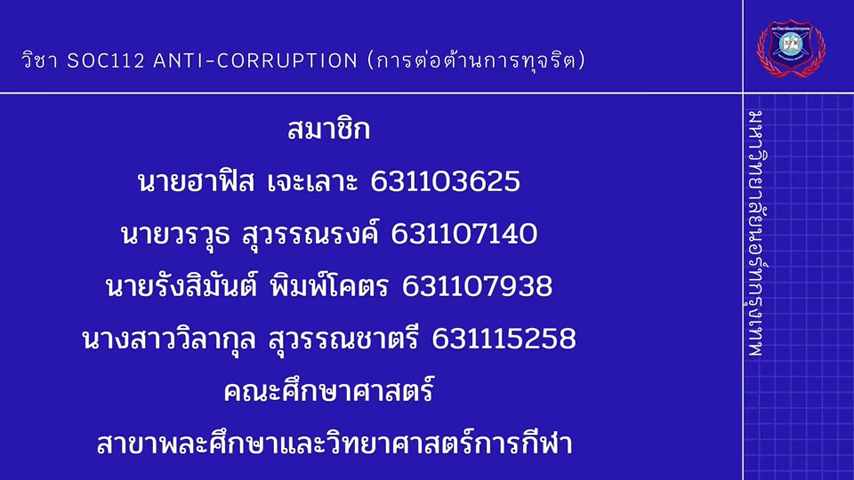 วิชา SOC112 ANTI-CORRUPTION (การต่อต้านการทุจริต)
สมาชิก
นายฮาฟิส เจะเลาะ 631103625
นายวรวุธ สุวรรณรงค์ 631107140
นายรังสิมันต์ พิมพ์โคตร 631107938
นางสาววิลากุล สุวรรณชาตรี 631115258
คณะศึกษาศาสตร์
สาขาพละศึกษาและวิทยาศาสตร์การกีฬา
มหาวิทยาลัยนอร์ทกรุงเทพ